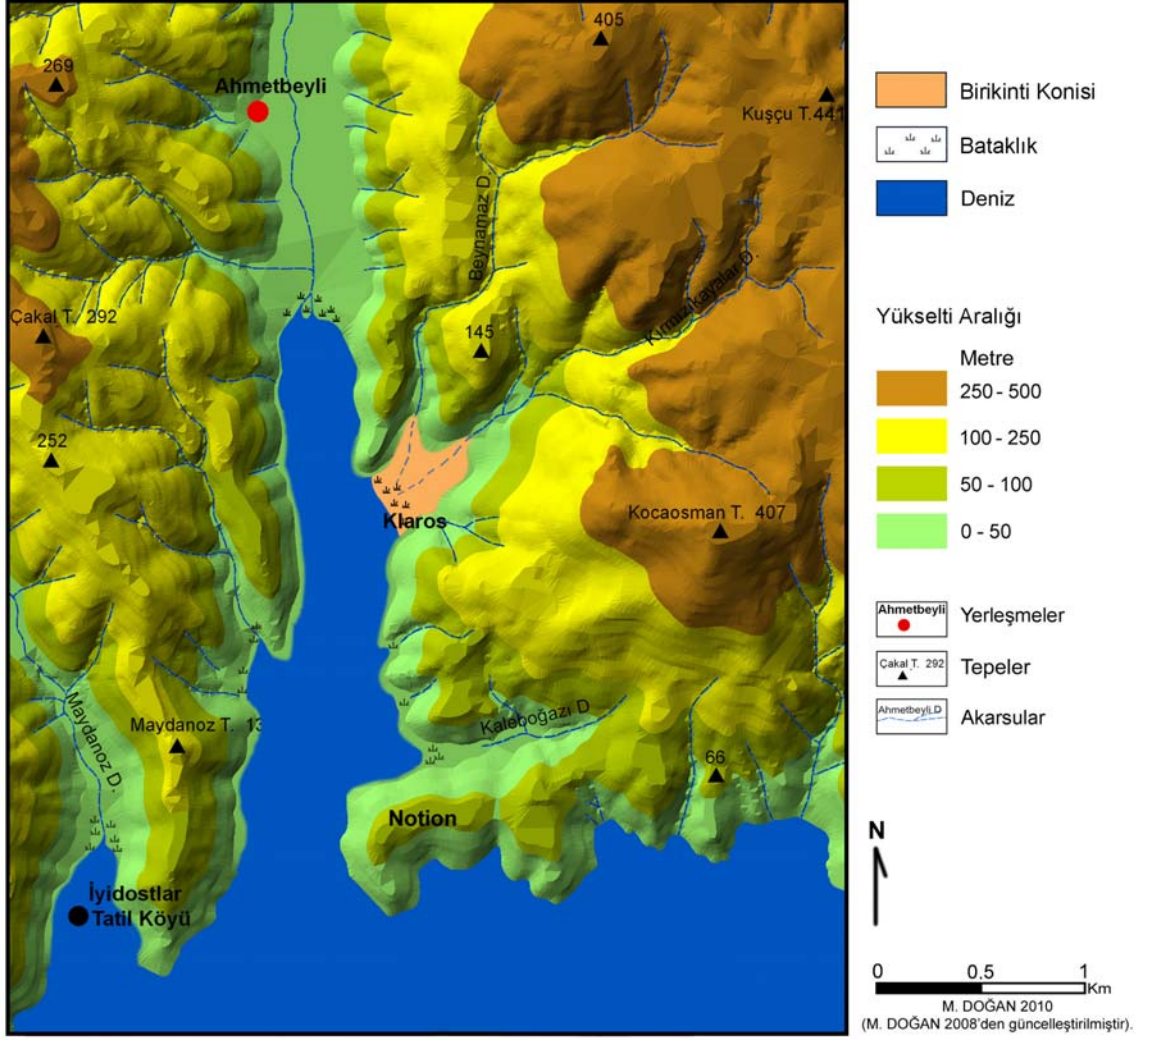 405
269
Ahmetbeyli
Kuşçu T.441
Beynamaz D.
Kırmızıkayalar D.
Çakal T. 292
145
252
Klaros
Kocaosman T. 407
Maydanoz D.
Maydanoz T. 13
Kaleboğazı D
66
Notion
İyidostlar
Tatil Köyü
Birikinti Konisi
Bataklık
Deniz
Yükselti Aralığı
Metre
250 - 500
100 - 250
50 - 100
0 - 50
Ahmetbeyli
Yerleşmeler
Çakal T. 292
Tepeler
Ahmetbeyli D
Akarsular
N
0 0.5 1
Km
M. DOĞAN 2010
(M. DOĞAN 2008'den güncelleştirilmiştir).